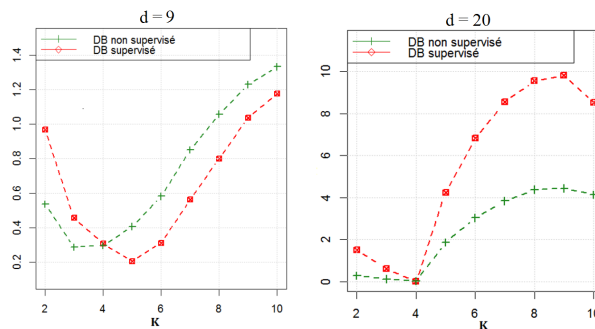 d = 9
DB non supervisé
DB supervisé
1.4
1.2
1.0
0.8
0.6
0.4
0.2
2
4
6
8
10
K
d = 20
DB non supervisé
DB supervisé
10
8
6
4
2
0
2
4
6
8
10
K